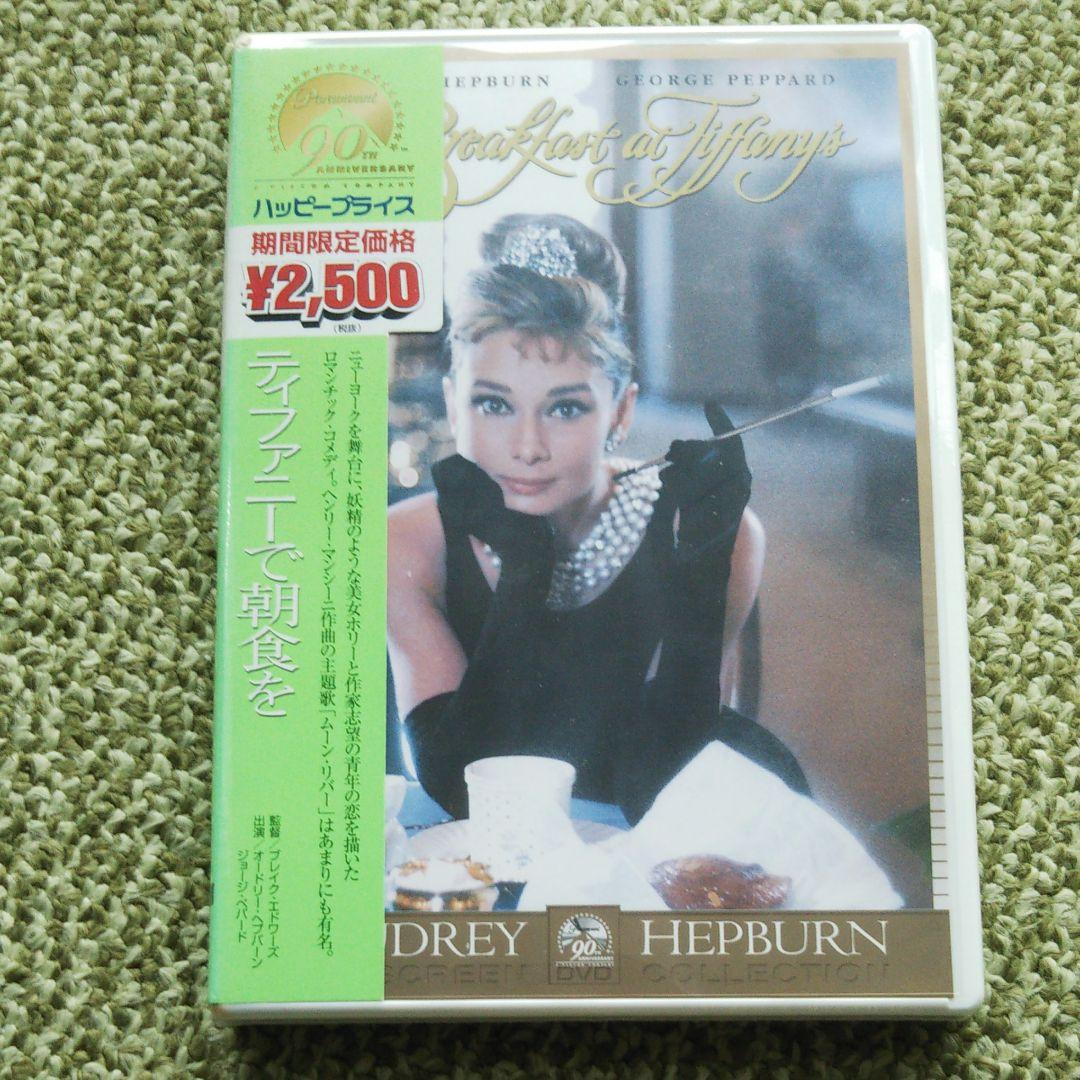 Paramount
90TH
ANNIVERSARY
A VIACOM COMPANY
ハッピープライス
期間限定価格
¥2,500
(税抜)
ティファニーで朝食を
ニューヨークを舞台に、妖精のような美女ホリーと作家志望の青年の恋を描いた
ロマンチック・コメディ。ヘンリー・マンシーニ作曲の主題歌「ムーン・リバー」はあまりにも有名。
監督/ブレイク・エドワーズ
出演/オードリー・ヘプバーン
ジョージ・ペパード
HEPBURN GEORGE PEPPARD
Breakfast at Tiffany's
UDREY HEPBURN
SCREEN COLLECTION
90TH
ANNIVERSARY
DVD